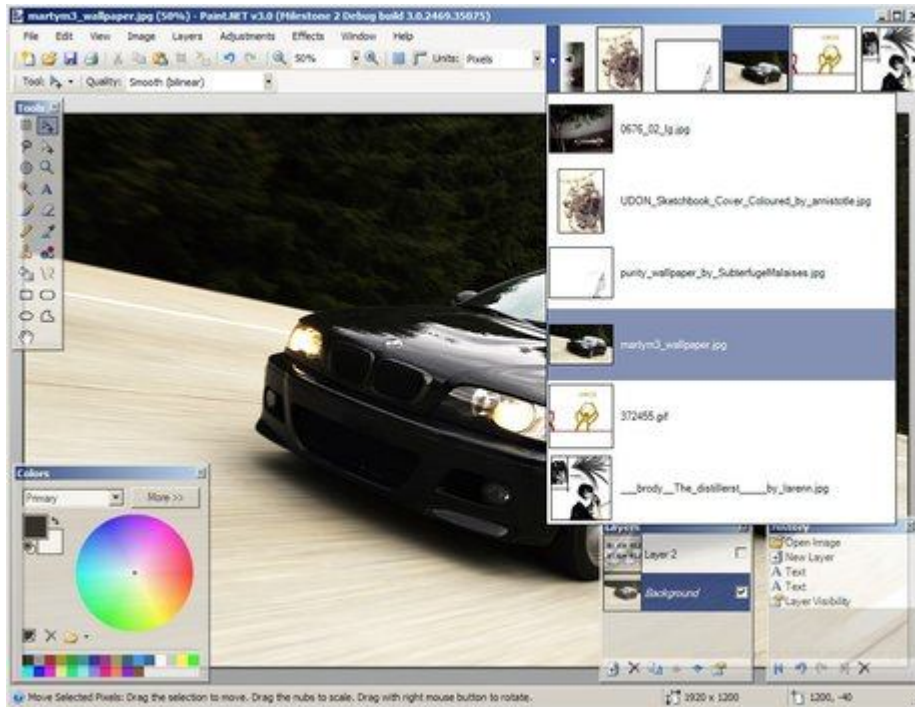 martym3_wallpaper.jpg (50%) - Paint.NET v3.0 (Milestone 2 Debug build 3.0.2469.35075)
File Edit View Image Layers Adjustments Effects Window Help
50% Units: Pixels
Tool: Quality: Smooth (bilinear)
Tools
0676_02_lg.jpg
UDON_Sketchbook_Cover_Coloured_by_arnistotle.jpg
purity_wallpaper_by_SubterfugeMalaises.jpg
martym3_wallpaper.jpg
372455.gif
___brody__The_distillerst_____by_larenn.jpg
Colors
Primary More >>
Layers
Layer 2
Background
History
Open Image
New Layer
Text
Text
Layer Visibility
Move Selected Pixels: Drag the selection to move. Drag the nubs to scale. Drag with right mouse button to rotate. 1920 x 1200 1200, -40